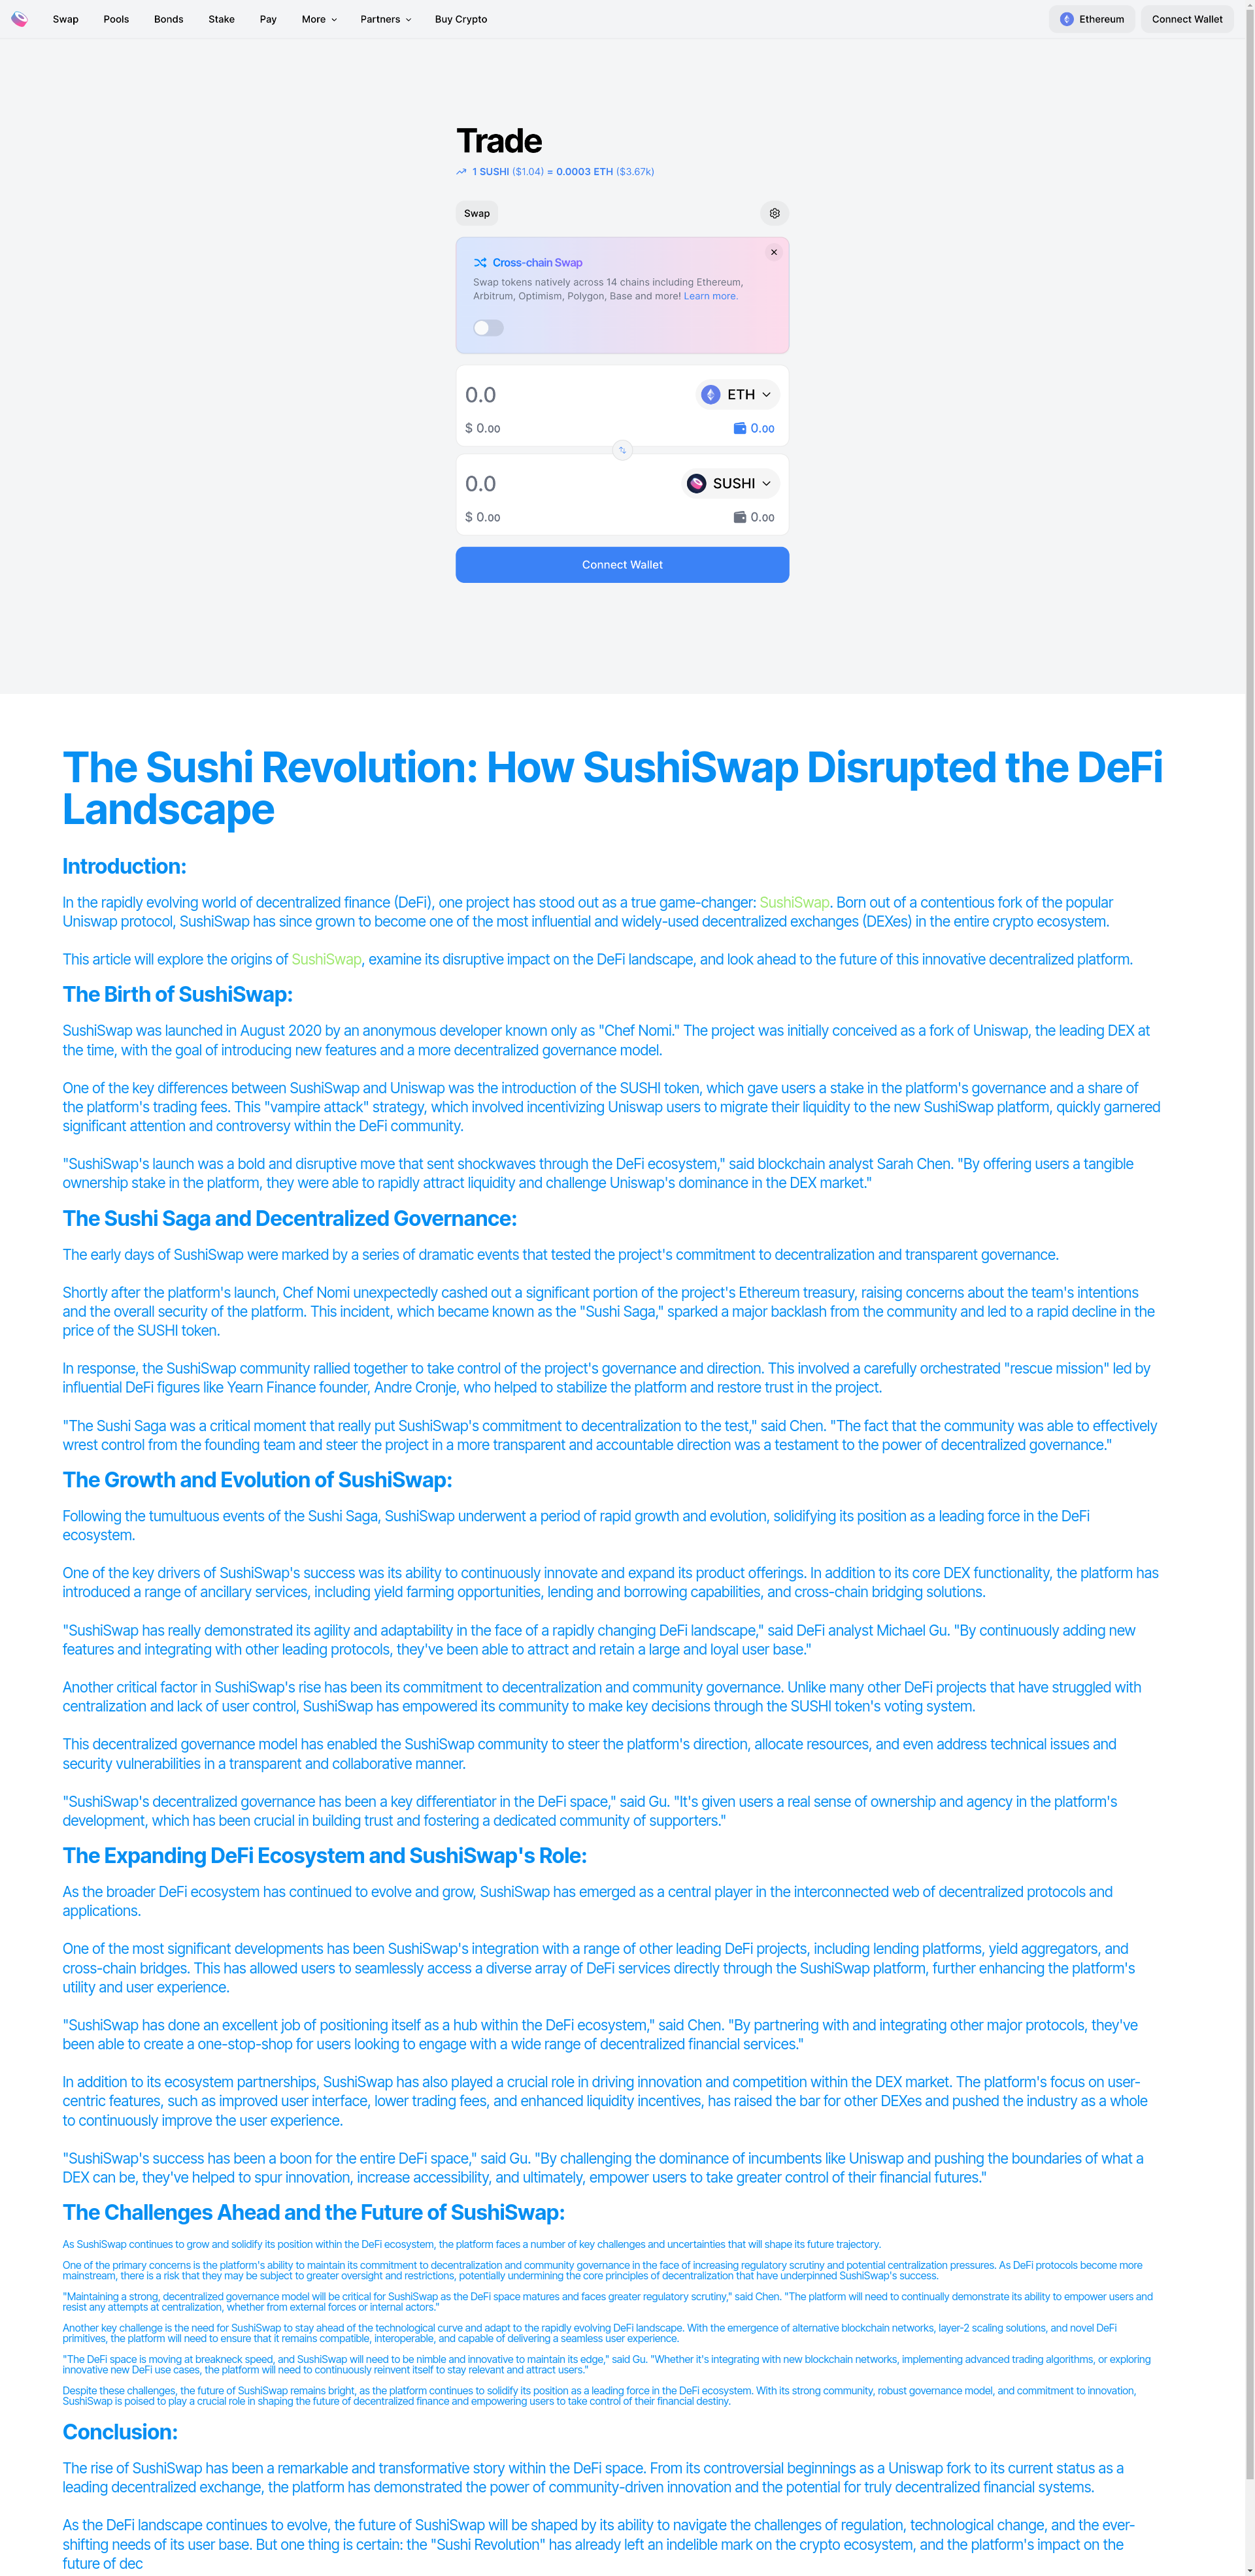 Swap Pools Bonds Stake Pay More Partners Buy Crypto Ethereum Connect Wallet
Trade
1 SUSHI ($1.04) = 0.0003 ETH ($3.67k)
Swap
Cross-chain Swap
Swap tokens natively across 14 chains including Ethereum,
Arbitrum, Optimism, Polygon, Base and more! Learn more.
0.0 ETH
$ 0.00 0.00
0.0 SUSHI
$ 0.00 0.00
Connect Wallet
The Sushi Revolution: How SushiSwap Disrupted the DeFi
Landscape
Introduction:
In the rapidly evolving world of decentralized finance (DeFi), one project has stood out as a true game-changer: SushiSwap. Born out of a contentious fork of the popular
Uniswap protocol, SushiSwap has since grown to become one of the most influential and widely-used decentralized exchanges (DEXes) in the entire crypto ecosystem.
This article will explore the origins of SushiSwap, examine its disruptive impact on the DeFi landscape, and look ahead to the future of this innovative decentralized platform.
The Birth of SushiSwap:
SushiSwap was launched in August 2020 by an anonymous developer known only as "Chef Nomi." The project was initially conceived as a fork of Uniswap, the leading DEX at
the time, with the goal of introducing new features and a more decentralized governance model.
One of the key differences between SushiSwap and Uniswap was the introduction of the SUSHI token, which gave users a stake in the platform's governance and a share of
the platform's trading fees. This "vampire attack" strategy, which involved incentivizing Uniswap users to migrate their liquidity to the new SushiSwap platform, quickly garnered
significant attention and controversy within the DeFi community.
"SushiSwap's launch was a bold and disruptive move that sent shockwaves through the DeFi ecosystem," said blockchain analyst Sarah Chen. "By offering users a tangible
ownership stake in the platform, they were able to rapidly attract liquidity and challenge Uniswap's dominance in the DEX market."
The Sushi Saga and Decentralized Governance:
The early days of SushiSwap were marked by a series of dramatic events that tested the project's commitment to decentralization and transparent governance.
Shortly after the platform's launch, Chef Nomi unexpectedly cashed out a significant portion of the project's Ethereum treasury, raising concerns about the team's intentions
and the overall security of the platform. This incident, which became known as the "Sushi Saga," sparked a major backlash from the community and led to a rapid decline in the
price of the SUSHI token.
In response, the SushiSwap community rallied together to take control of the project's governance and direction. This involved a carefully orchestrated "rescue mission" led by
influential DeFi figures like Yearn Finance founder, Andre Cronje, who helped to stabilize the platform and restore trust in the project.
"The Sushi Saga was a critical moment that really put SushiSwap's commitment to decentralization to the test," said Chen. "The fact that the community was able to effectively
wrest control from the founding team and steer the project in a more transparent and accountable direction was a testament to the power of decentralized governance."
The Growth and Evolution of SushiSwap:
Following the tumultuous events of the Sushi Saga, SushiSwap underwent a period of rapid growth and evolution, solidifying its position as a leading force in the DeFi
ecosystem.
One of the key drivers of SushiSwap's success was its ability to continuously innovate and expand its product offerings. In addition to its core DEX functionality, the platform has
introduced a range of ancillary services, including yield farming opportunities, lending and borrowing capabilities, and cross-chain bridging solutions.
"SushiSwap has really demonstrated its agility and adaptability in the face of a rapidly changing DeFi landscape," said DeFi analyst Michael Gu. "By continuously adding new
features and integrating with other leading protocols, they've been able to attract and retain a large and loyal user base."
Another critical factor in SushiSwap's rise has been its commitment to decentralization and community governance. Unlike many other DeFi projects that have struggled with
centralization and lack of user control, SushiSwap has empowered its community to make key decisions through the SUSHI token's voting system.
This decentralized governance model has enabled the SushiSwap community to steer the platform's direction, allocate resources, and even address technical issues and
security vulnerabilities in a transparent and collaborative manner.
"SushiSwap's decentralized governance has been a key differentiator in the DeFi space," said Gu. "It's given users a real sense of ownership and agency in the platform's
development, which has been crucial in building trust and fostering a dedicated community of supporters."
The Expanding DeFi Ecosystem and SushiSwap's Role:
As the broader DeFi ecosystem has continued to evolve and grow, SushiSwap has emerged as a central player in the interconnected web of decentralized protocols and
applications.
One of the most significant developments has been SushiSwap's integration with a range of other leading DeFi projects, including lending platforms, yield aggregators, and
cross-chain bridges. This has allowed users to seamlessly access a diverse array of DeFi services directly through the SushiSwap platform, further enhancing the platform's
utility and user experience.
"SushiSwap has done an excellent job of positioning itself as a hub within the DeFi ecosystem," said Chen. "By partnering with and integrating other major protocols, they've
been able to create a one-stop-shop for users looking to engage with a wide range of decentralized financial services."
In addition to its ecosystem partnerships, SushiSwap has also played a crucial role in driving innovation and competition within the DEX market. The platform's focus on user-
centric features, such as improved user interface, lower trading fees, and enhanced liquidity incentives, has raised the bar for other DEXes and pushed the industry as a whole
to continuously improve the user experience.
"SushiSwap's success has been a boon for the entire DeFi space," said Gu. "By challenging the dominance of incumbents like Uniswap and pushing the boundaries of what a
DEX can be, they've helped to spur innovation, increase accessibility, and ultimately, empower users to take greater control of their financial futures."
The Challenges Ahead and the Future of SushiSwap:
As SushiSwap continues to grow and solidify its position within the DeFi ecosystem, the platform faces a number of key challenges and uncertainties that will shape its future trajectory.
One of the primary concerns is the platform's ability to maintain its commitment to decentralization and community governance in the face of increasing regulatory scrutiny and potential centralization pressures. As DeFi protocols become more
mainstream, there is a risk that they may be subject to greater oversight and restrictions, potentially undermining the core principles of decentralization that have underpinned SushiSwap's success.
"Maintaining a strong, decentralized governance model will be critical for SushiSwap as the DeFi space matures and faces greater regulatory scrutiny," said Chen. "The platform will need to continually demonstrate its ability to empower users and
resist any attempts at centralization, whether from external forces or internal actors."
Another key challenge is the need for SushiSwap to stay ahead of the technological curve and adapt to the rapidly evolving DeFi landscape. With the emergence of alternative blockchain networks, layer-2 scaling solutions, and novel DeFi
primitives, the platform will need to ensure that it remains compatible, interoperable, and capable of delivering a seamless user experience.
"The DeFi space is moving at breakneck speed, and SushiSwap will need to be nimble and innovative to maintain its edge," said Gu. "Whether it's integrating with new blockchain networks, implementing advanced trading algorithms, or exploring
innovative new DeFi use cases, the platform will need to continuously reinvent itself to stay relevant and attract users."
Despite these challenges, the future of SushiSwap remains bright, as the platform continues to solidify its position as a leading force in the DeFi ecosystem. With its strong community, robust governance model, and commitment to innovation,
SushiSwap is poised to play a crucial role in shaping the future of decentralized finance and empowering users to take control of their financial destiny.
Conclusion:
The rise of SushiSwap has been a remarkable and transformative story within the DeFi space. From its controversial beginnings as a Uniswap fork to its current status as a
leading decentralized exchange, the platform has demonstrated the power of community-driven innovation and the potential for truly decentralized financial systems.
As the DeFi landscape continues to evolve, the future of SushiSwap will be shaped by its ability to navigate the challenges of regulation, technological change, and the ever-
shifting needs of its user base. But one thing is certain: the "Sushi Revolution" has already left an indelible mark on the crypto ecosystem, and the platform's impact on the
future of dec